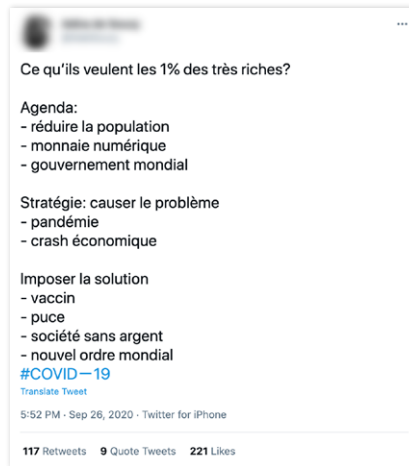 Ce qu'ils veulent les 1% des très riches?
Agenda:
- réduire la population
- monnaie numérique
- gouvernement mondial
Stratégie: causer le problème
- pandémie
- crash économique
Imposer la solution
- vaccin
- puce
- société sans argent
- nouvel ordre mondial
#COVID—19
Translate Tweet
5:52 PM · Sep 26, 2020 · Twitter for iPhone
117 Retweets 9 Quote Tweets 221 Likes